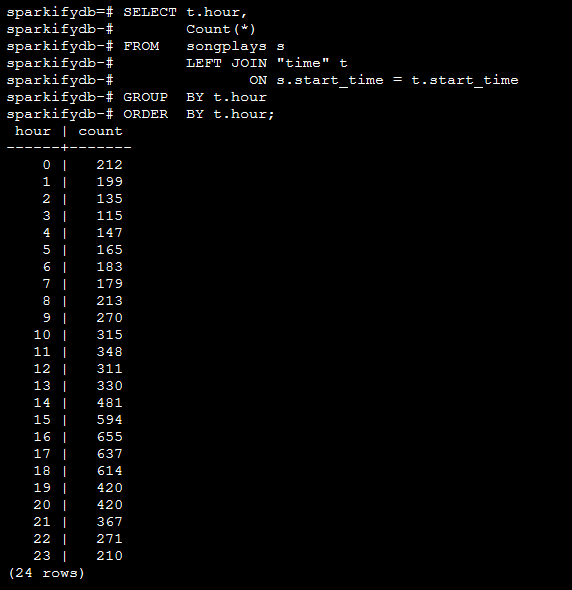 sparkifydb=# SELECT t.hour,
sparkifydb-#        Count(*)
sparkifydb-# FROM   songplays s
sparkifydb-#        LEFT JOIN "time" t
sparkifydb-#               ON s.start_time = t.start_time
sparkifydb-# GROUP  BY t.hour
sparkifydb-# ORDER  BY t.hour;
 hour | count
------+-------
    0 |   212
    1 |   199
    2 |   135
    3 |   115
    4 |   147
    5 |   165
    6 |   183
    7 |   179
    8 |   213
    9 |   270
   10 |   315
   11 |   348
   12 |   311
   13 |   330
   14 |   481
   15 |   594
   16 |   655
   17 |   637
   18 |   614
   19 |   420
   20 |   420
   21 |   367
   22 |   271
   23 |   210
(24 rows)